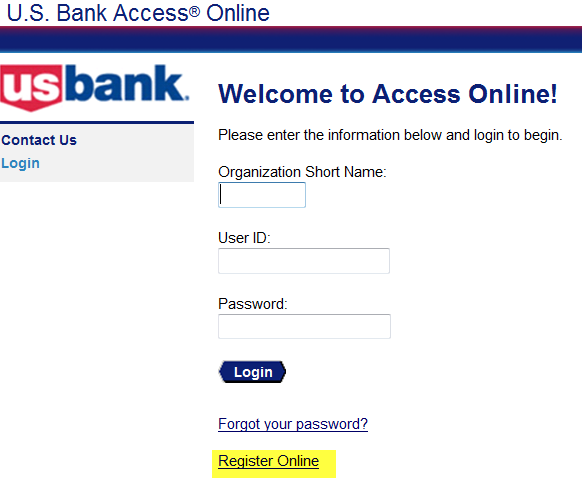 U.S. Bank Access® Online
usbank.
Contact Us
Login
Welcome to Access Online!
Please enter the information below and login to begin.
Organization Short Name:
User ID:
Password:
Login
Forgot your password?
Register Online